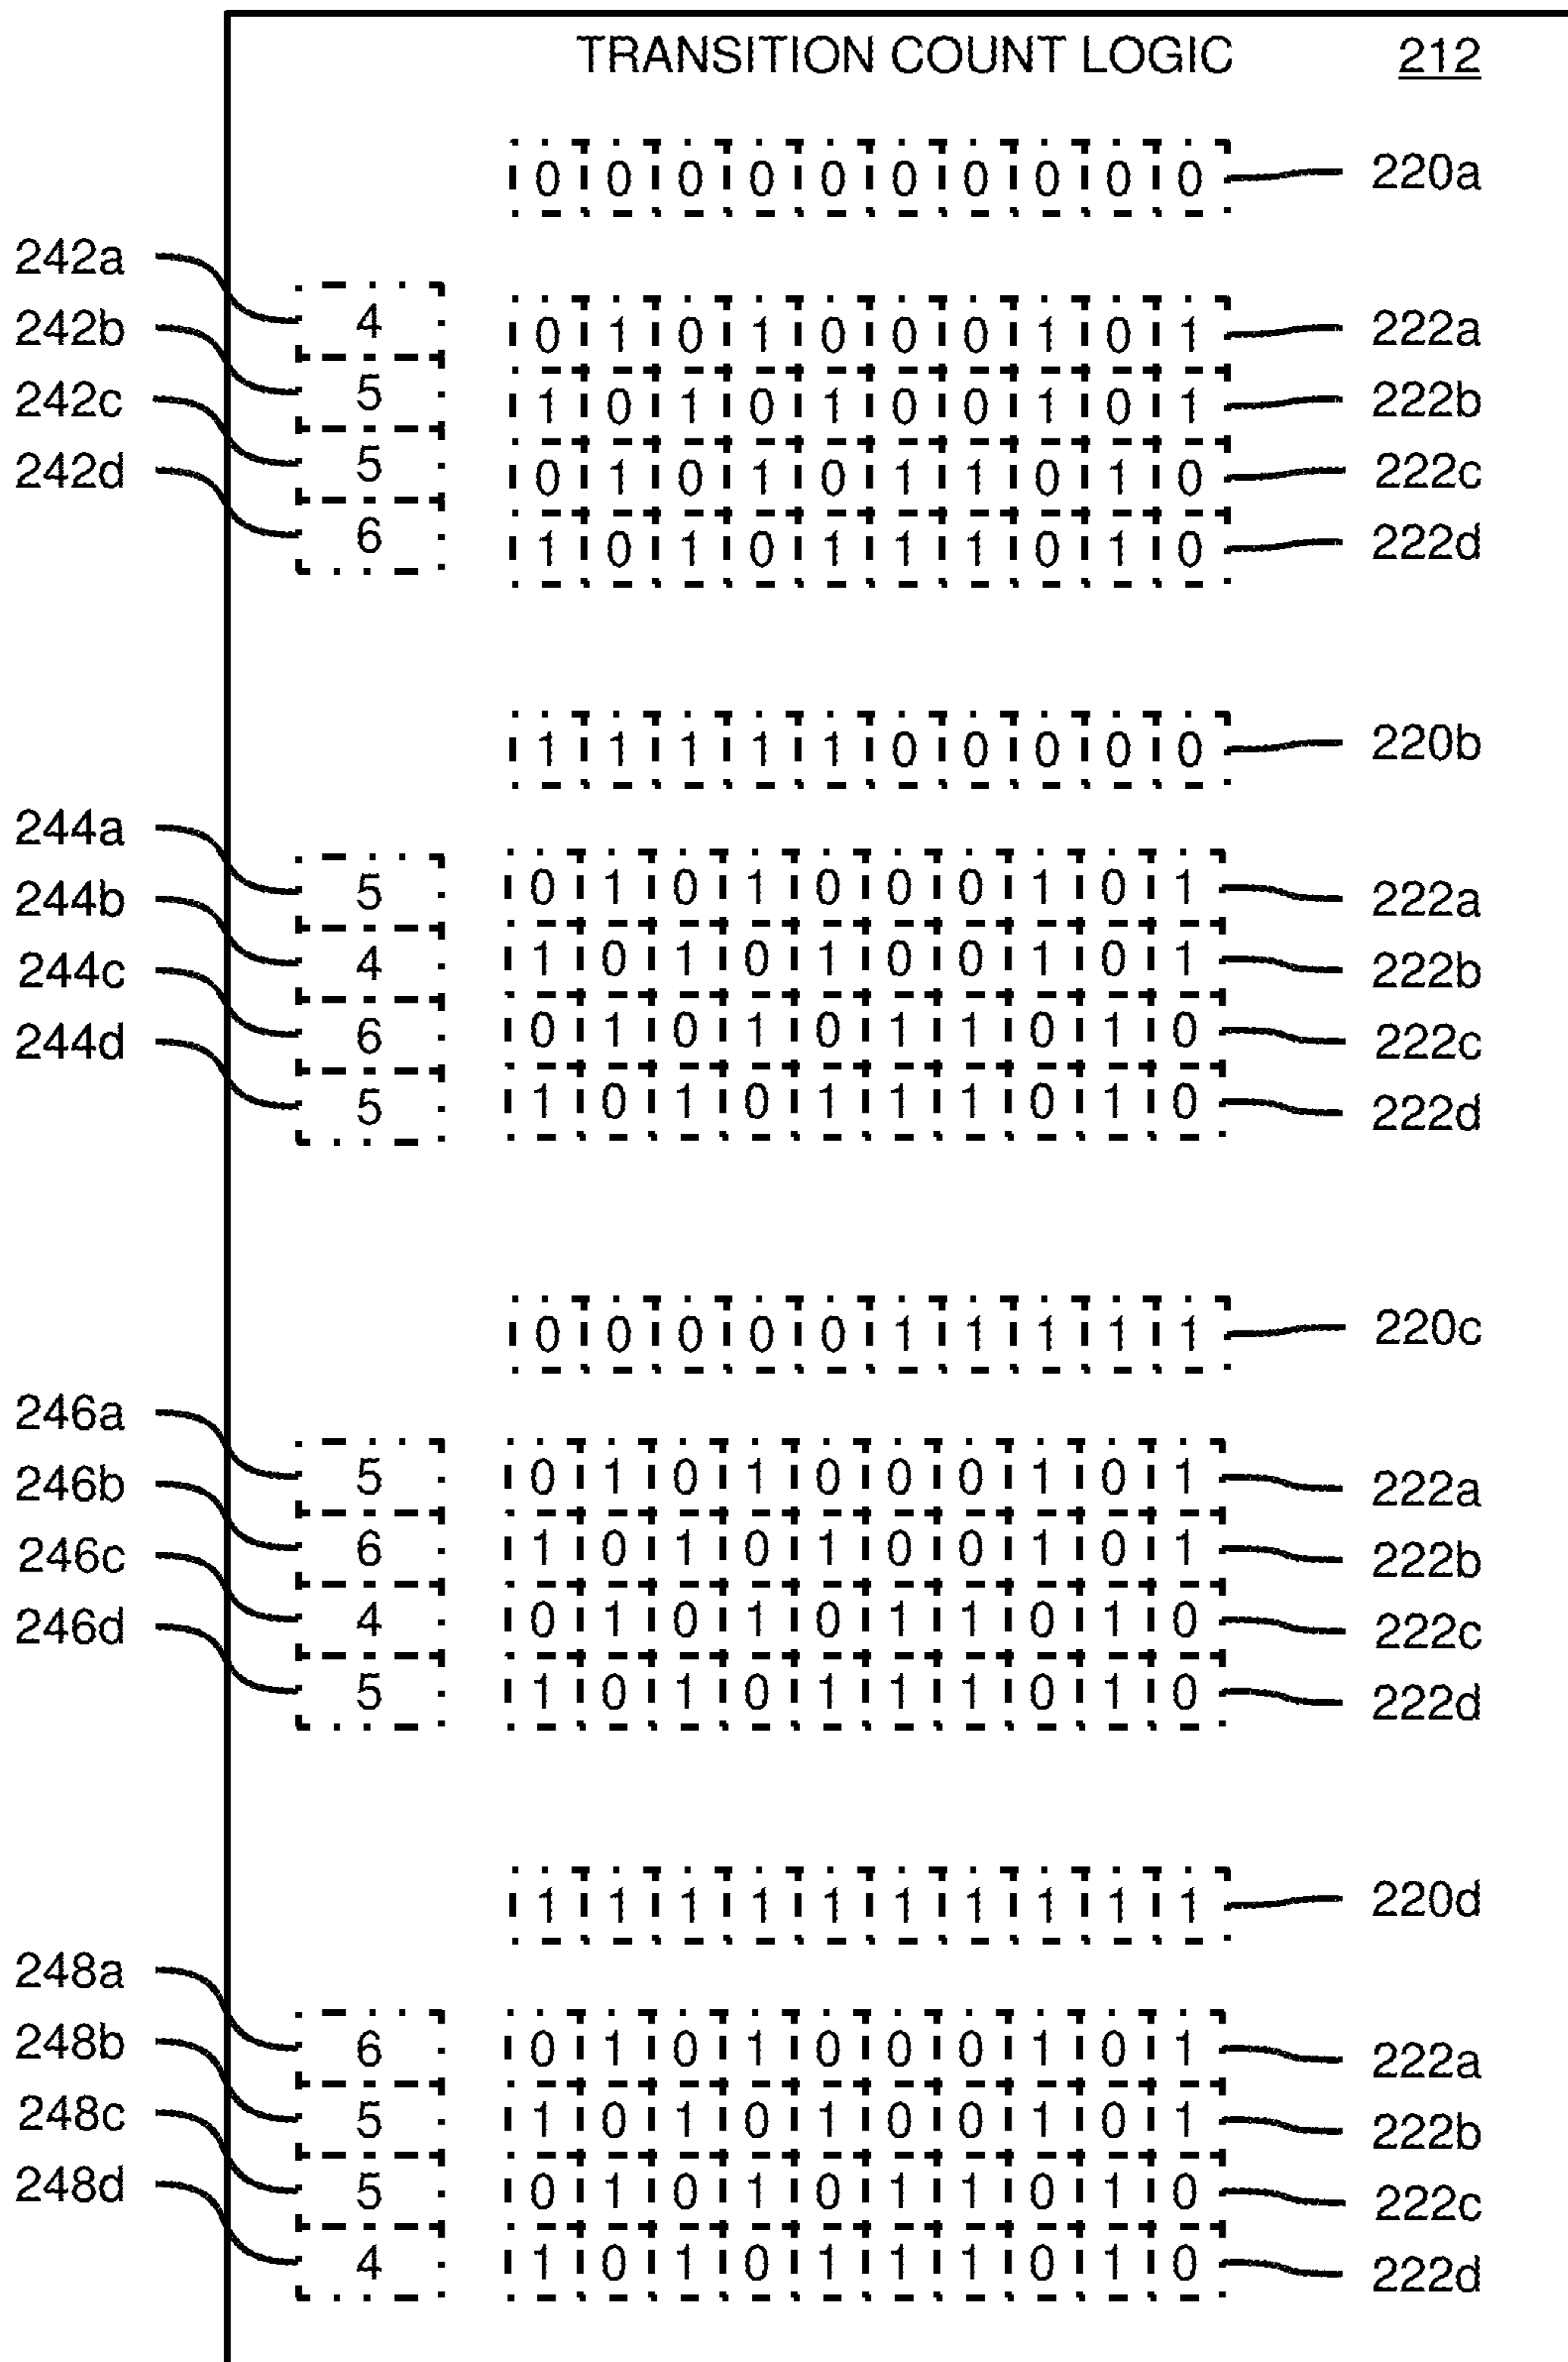 TRANSITION COUNT LOGIC 212
0 0 0 0 0 0 0 0 0 0 220a
242a 4 0 1 0 1 0 0 0 1 0 1 222a
242b 5 1 0 1 0 1 0 0 1 0 1 222b
242c 5 0 1 0 1 0 1 1 0 1 0 222c
242d 6 1 0 1 0 1 1 1 0 1 0 222d
1 1 1 1 1 0 0 0 0 0 220b
244a 5 0 1 0 1 0 0 0 1 0 1 222a
244b 4 1 0 1 0 1 0 0 1 0 1 222b
244c 6 0 1 0 1 0 1 1 0 1 0 222c
244d 5 1 0 1 0 1 1 1 0 1 0 222d
0 0 0 0 0 1 1 1 1 1 220c
246a 5 0 1 0 1 0 0 0 1 0 1 222a
246b 6 1 0 1 0 1 0 0 1 0 1 222b
246c 4 0 1 0 1 0 1 1 0 1 0 222c
246d 5 1 0 1 0 1 1 1 0 1 0 222d
1 1 1 1 1 1 1 1 1 1 220d
248a 6 0 1 0 1 0 0 0 1 0 1 222a
248b 5 1 0 1 0 1 0 0 1 0 1 222b
248c 5 0 1 0 1 0 1 1 0 1 0 222c
248d 4 1 0 1 0 1 1 1 0 1 0 222d